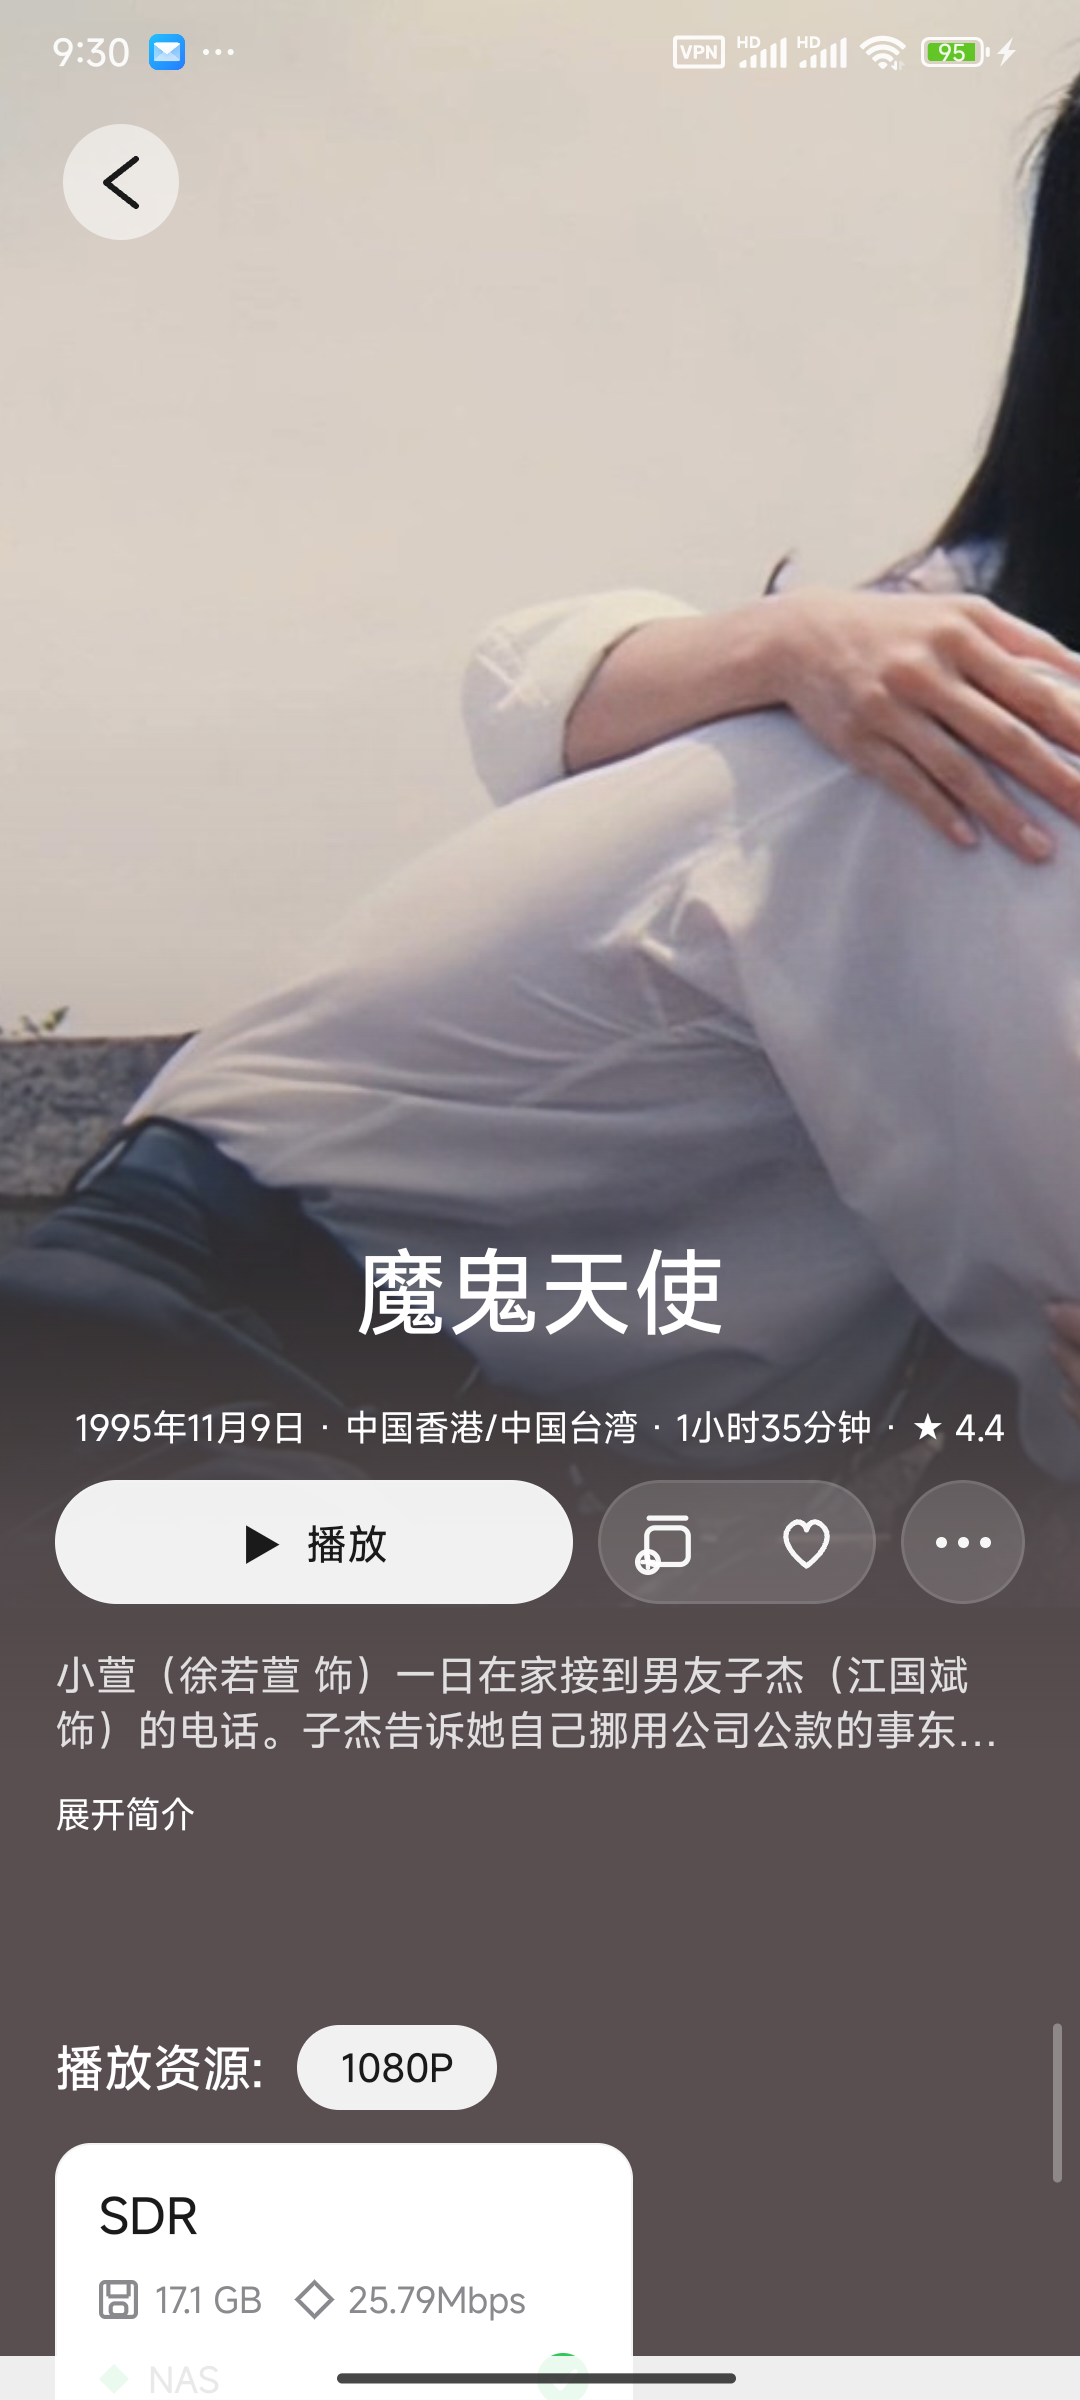 9:30
VPN HD HD 95
魔鬼天使
1995年11月9日 · 中国香港/中国台湾 · 1小时35分钟 · ★ 4.4
播放
小萱（徐若萱 饰）一日在家接到男友子杰（江国斌
饰）的电话。子杰告诉她自己挪用公司公款的事东...
展开简介
播放资源: 1080P
SDR
17.1 GB 25.79Mbps
NAS